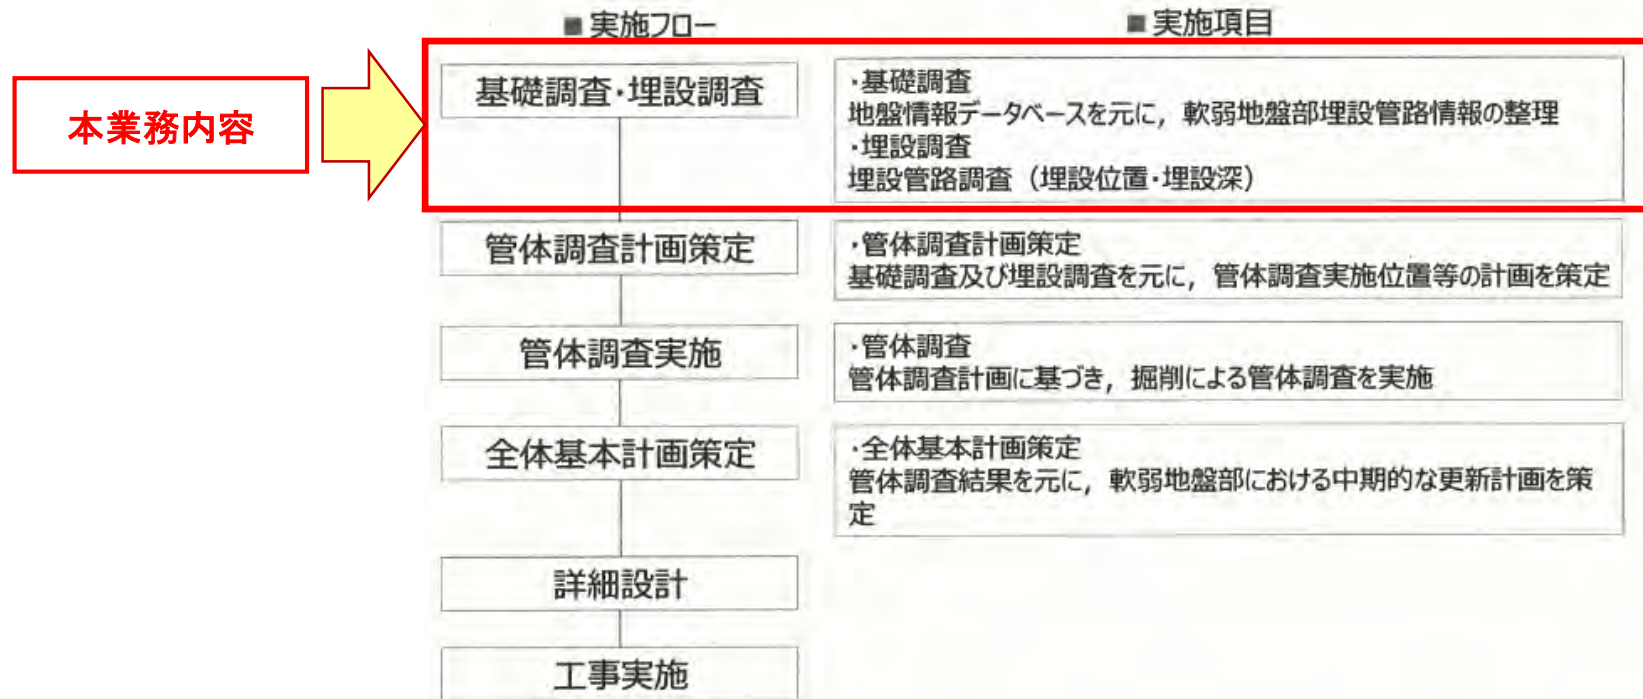 ■実施フロー
■実施項目
本業務内容
基礎調査・埋設調査
・基礎調査
地盤情報データベースを元に，軟弱地盤部埋設管路情報の整理
・埋設調査
埋設管路調査（埋設位置・埋設深）
管体調査計画策定
・管体調査計画策定
基礎調査及び埋設調査を元に，管体調査実施位置等の計画を策定
管体調査実施
・管体調査
管体調査計画に基づき，掘削による管体調査を実施
全体基本計画策定
・全体基本計画策定
管体調査結果を元に，軟弱地盤部における中期的な更新計画を策
定
詳細設計
工事実施